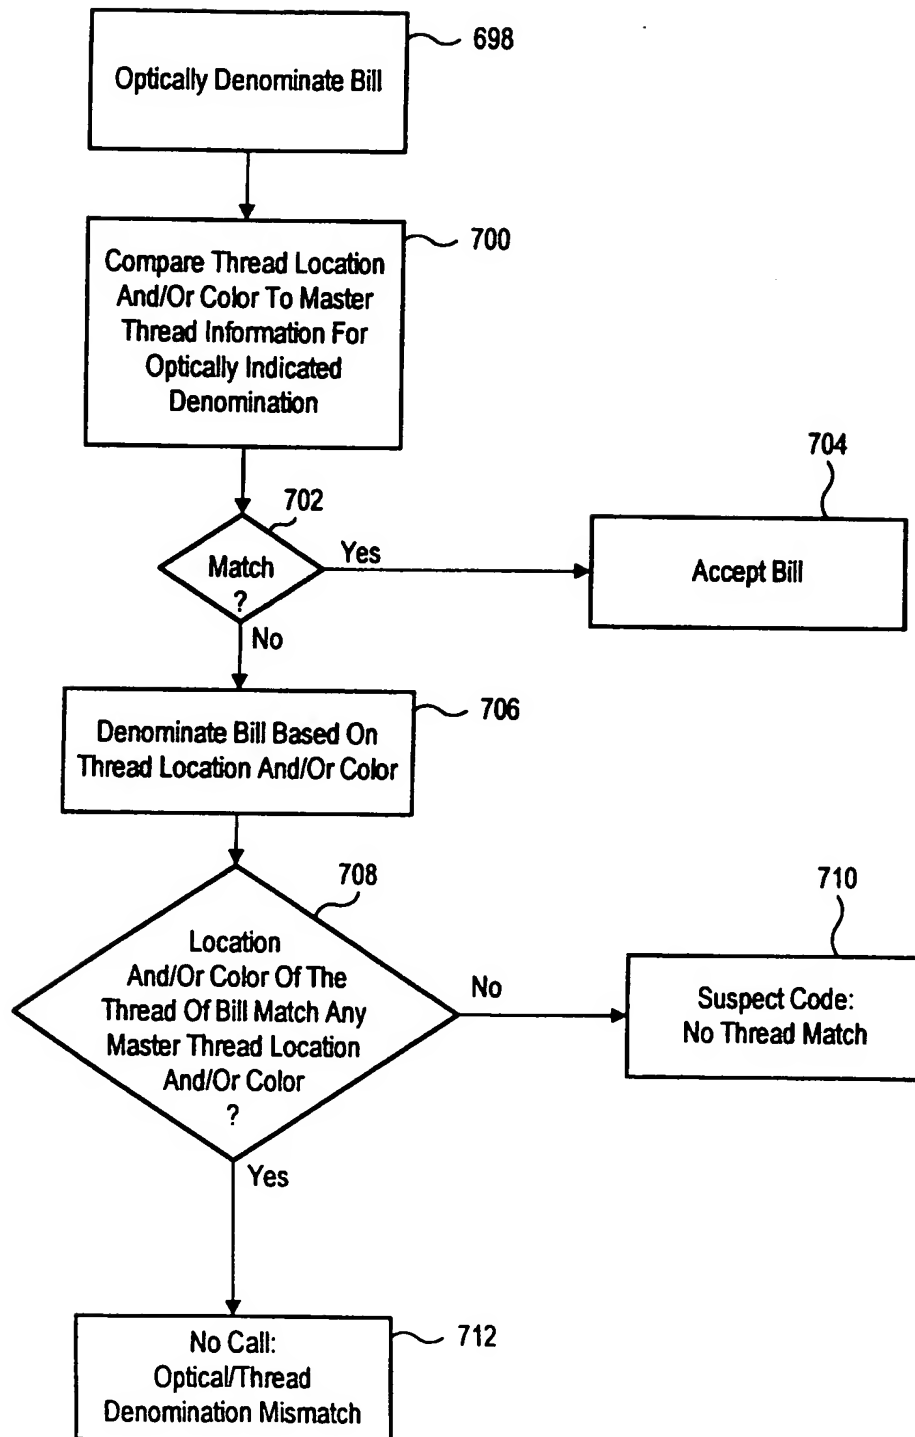 698
Optically Denominate Bill
700
Compare Thread Location
And/Or Color To Master
Thread Information For
Optically Indicated
Denomination
702
Match
?
Yes
704
Accept Bill
No
706
Denominate Bill Based On
Thread Location And/Or Color
708
Location
And/Or Color Of The
Thread Of Bill Match Any
Master Thread Location
And/Or Color
?
No
710
Suspect Code:
No Thread Match
Yes
712
No Call:
Optical/Thread
Denomination Mismatch